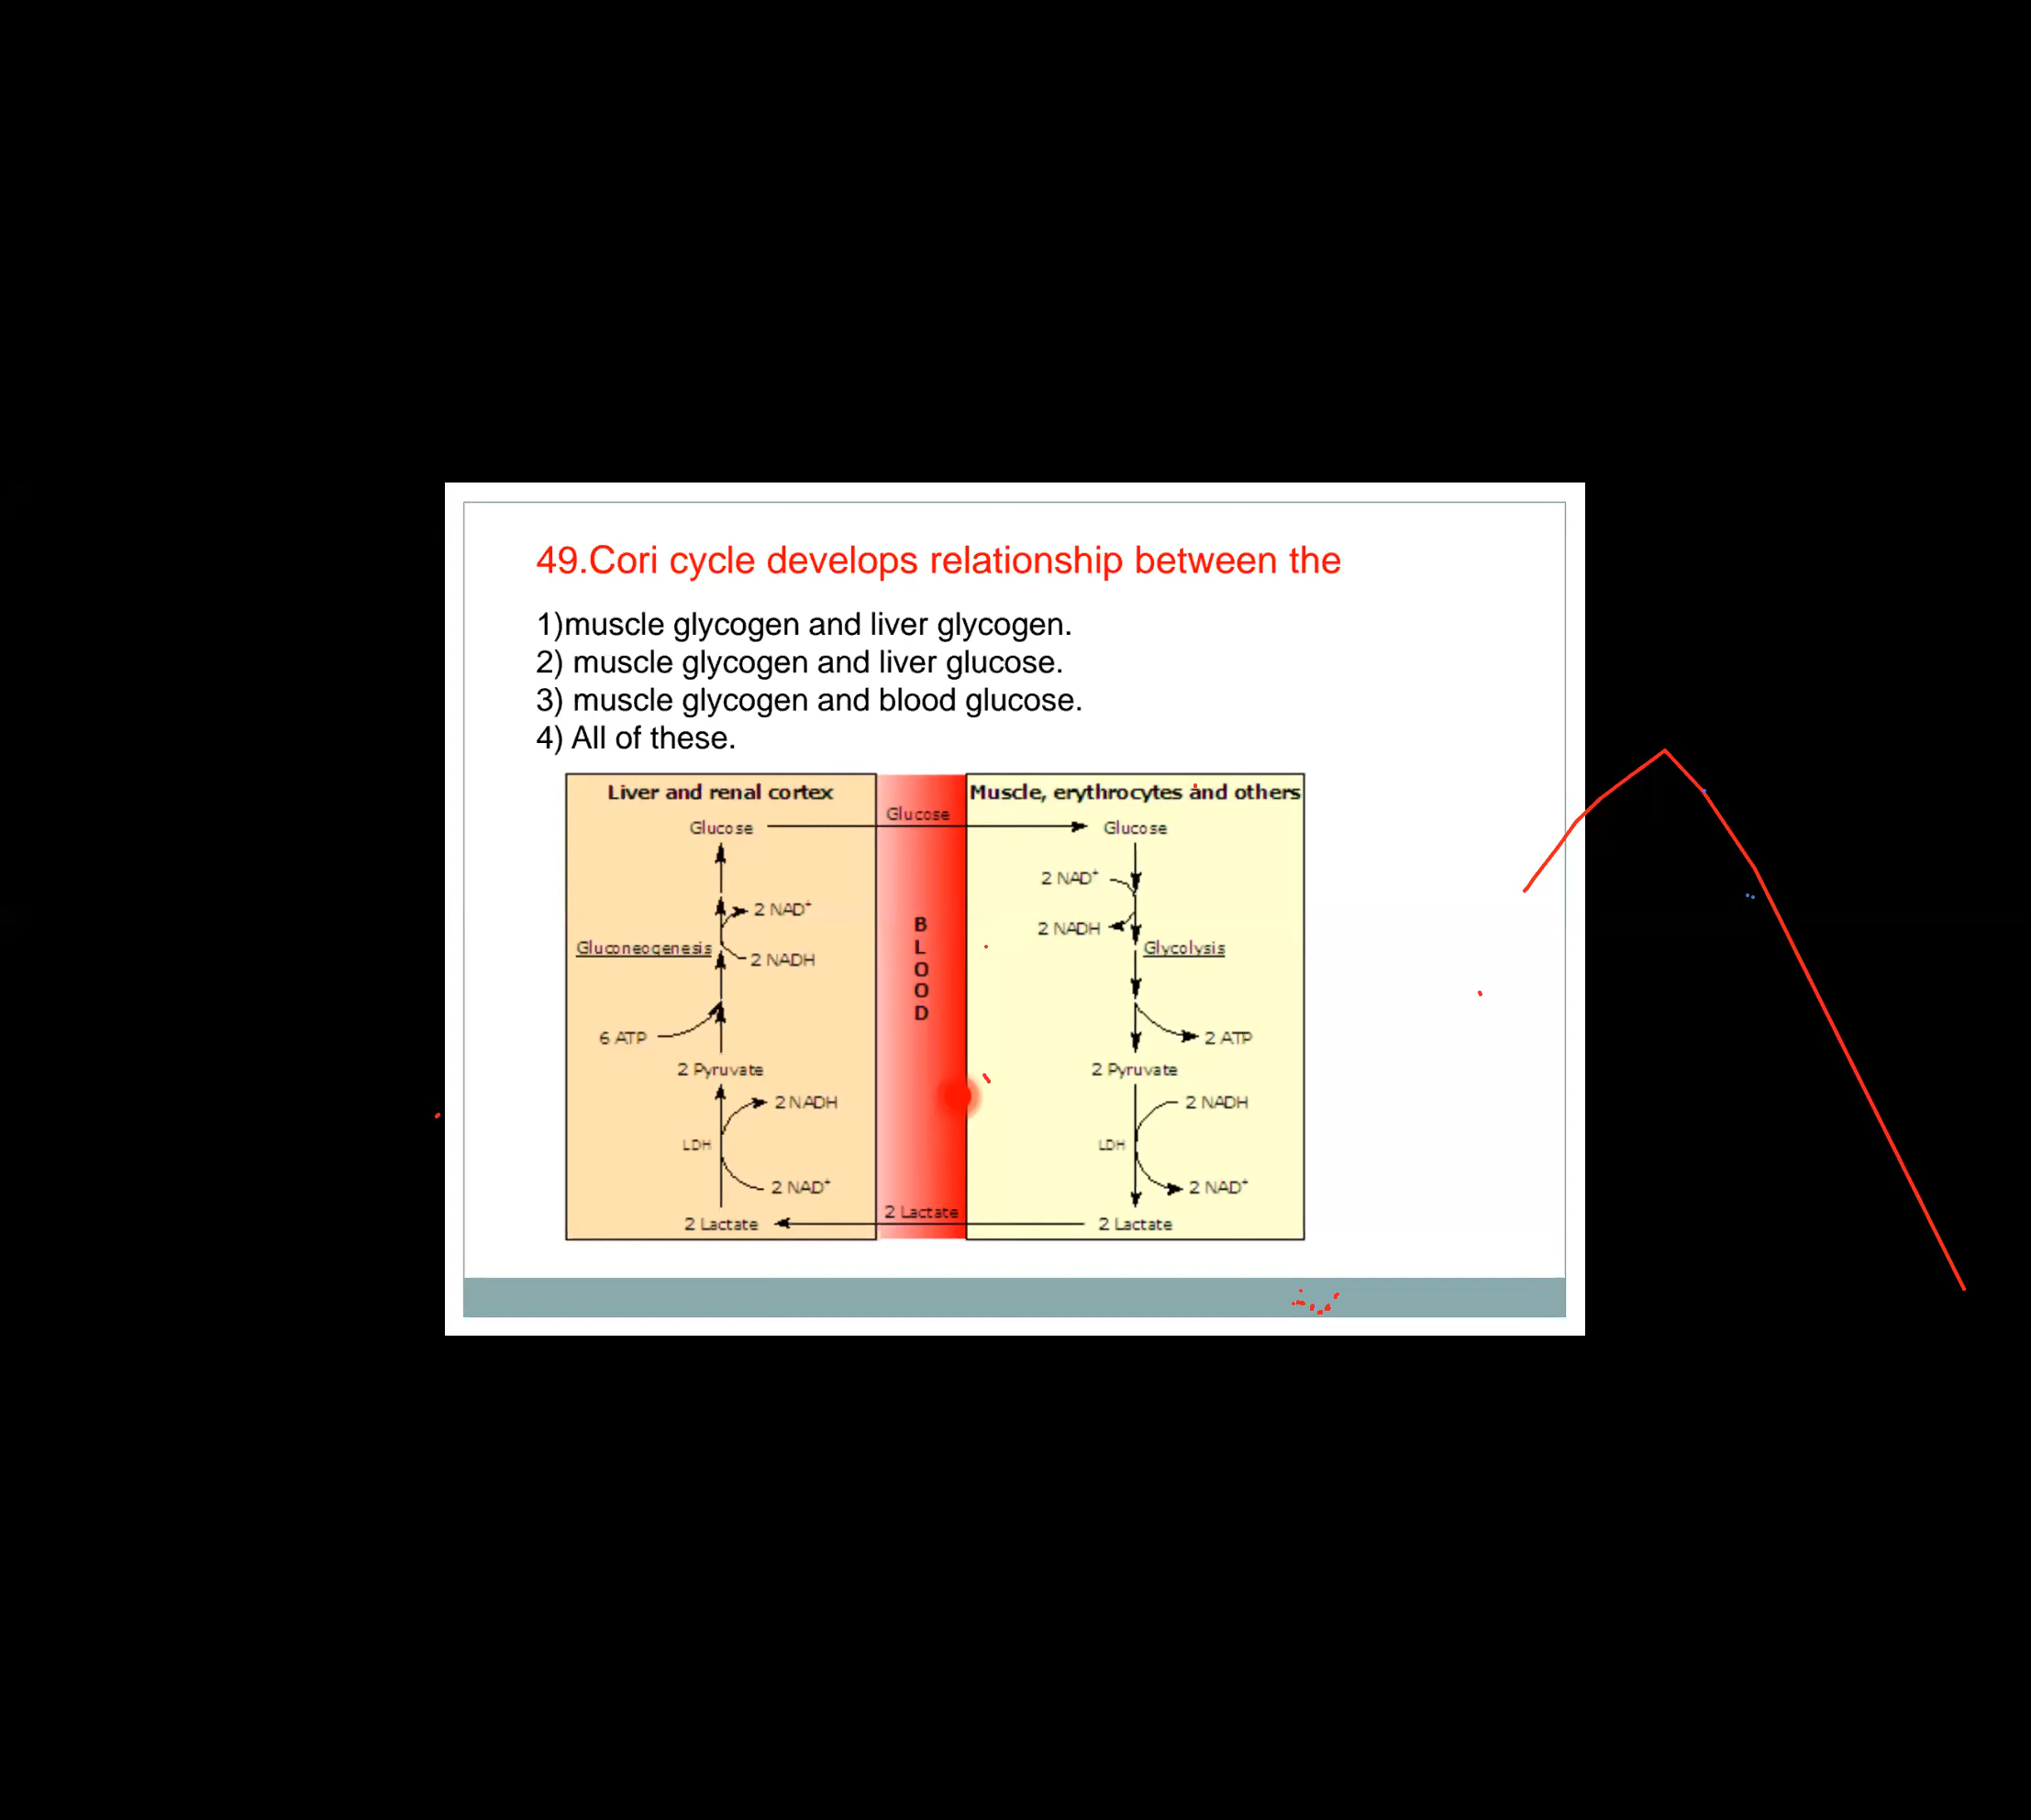 49.Cori cycle develops relationship between the
1)muscle glycogen and liver glycogen.
2) muscle glycogen and liver glucose.
3) muscle glycogen and blood glucose.
4) All of these.
Liver and renal cortex
Glucose
2 NAD⁺
Gluconeogenesis
2 NADH
6 ATP
2 Pyruvate
2 NADH
LDH
2 NAD⁺
2 Lactate
Glucose
BLOOD
2 Lactate
Muscle, erythrocytes and others
Glucose
2 NAD⁺
2 NADH
Glycolysis
2 ATP
2 Pyruvate
2 NADH
LDH
2 NAD⁺
2 Lactate